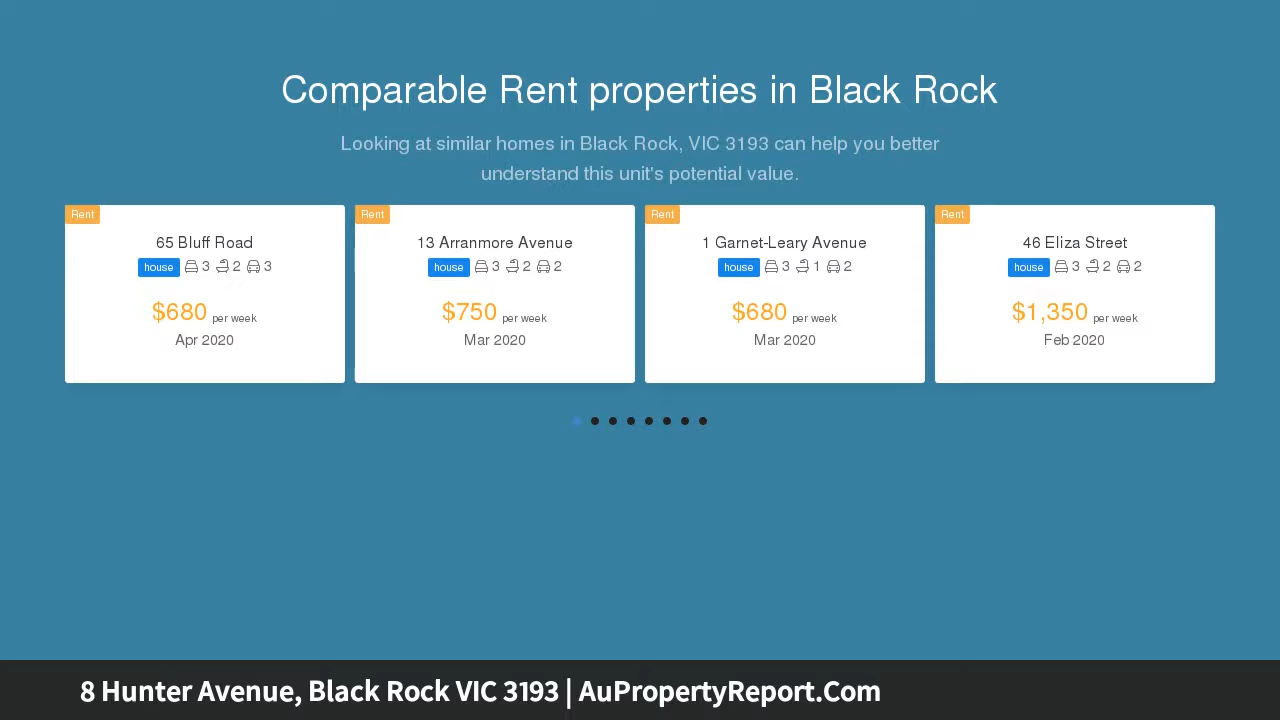 Comparable Rent properties in Black Rock
Looking at similar homes in Black Rock, VIC 3193 can help you better
understand this unit's potential value.
Rent
65 Bluff Road
house 3 2 3
$680 per week
Apr 2020
Rent
13 Arranmore Avenue
house 3 2 2
$750 per week
Mar 2020
Rent
1 Garnet-Leary Avenue
house 3 1 2
$680 per week
Mar 2020
Rent
46 Eliza Street
house 3 2 2
$1,350 per week
Feb 2020
8 Hunter Avenue, Black Rock VIC 3193 | AuPropertyReport.Com